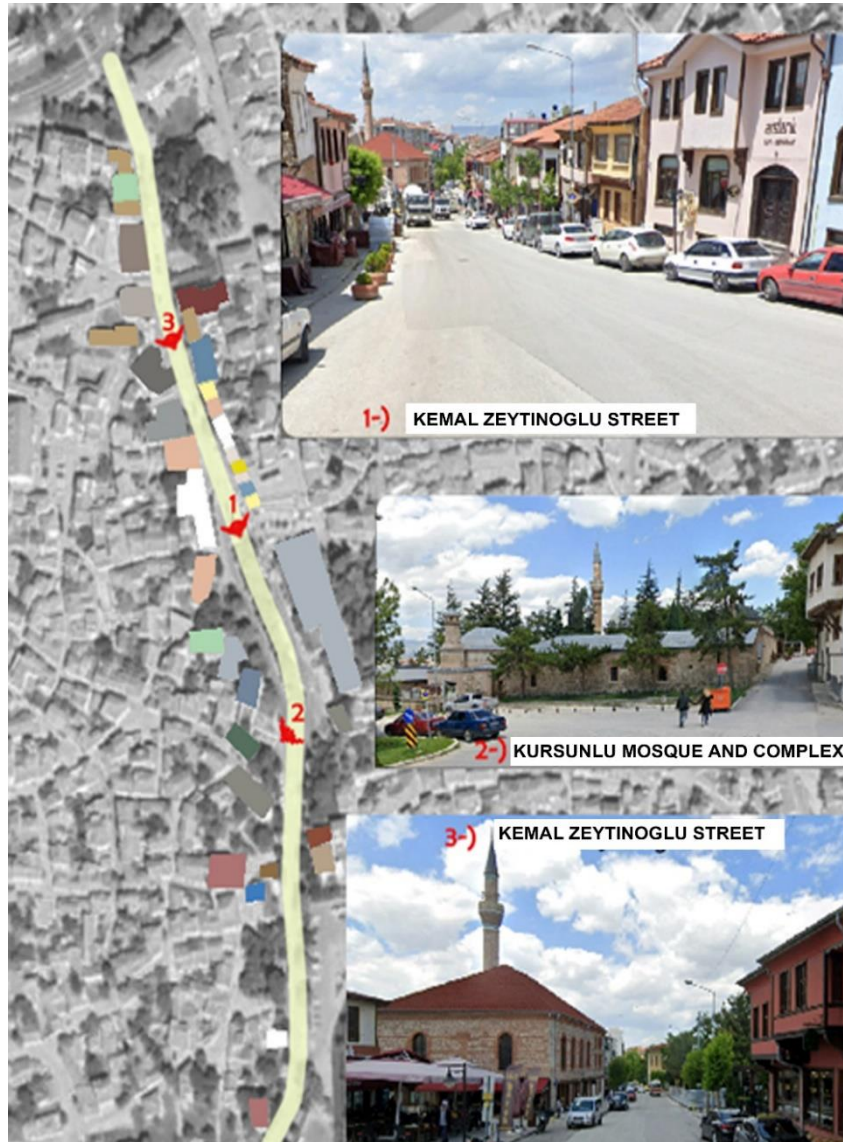 3
1
2
1-) KEMAL ZEYTINOGLU STREET
2-) KURSUNLU MOSQUE AND COMPLEX
3-) KEMAL ZEYTINOGLU STREET